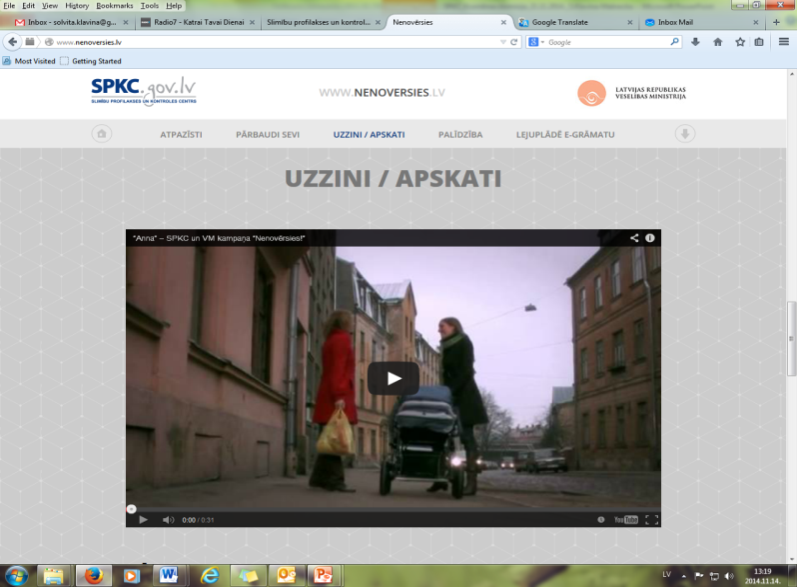 File Edit View History Bookmarks Tools Help
Inbox - solvita.klavina@g...
Radio7 - Katrai Tavai Dienai
Slimību profilakses un kontrol...
Nenovērsies
Google Translate
Inbox Mail
www.nenoversies.lv
Google
Most Visited Getting Started
SPKC.gov.lv
SLIMĪBU PROFILAKSES UN KONTROLES CENTRS
WWW.NENOVERSIES.LV
LATVIJAS REPUBLIKAS
VESELĪBAS MINISTRIJA
ATPAZĪSTI PĀRBAUDI SEVI UZZINI / APSKATI PALĪDZĪBA LEJUPLĀDĒ E-GRĀMATU
UZZINI / APSKATI
"Anna" – SPKC un VM kampaņa "Nenovērsies!"
0:00 / 0:31
YouTube
LV
13:19
2014.11.14.